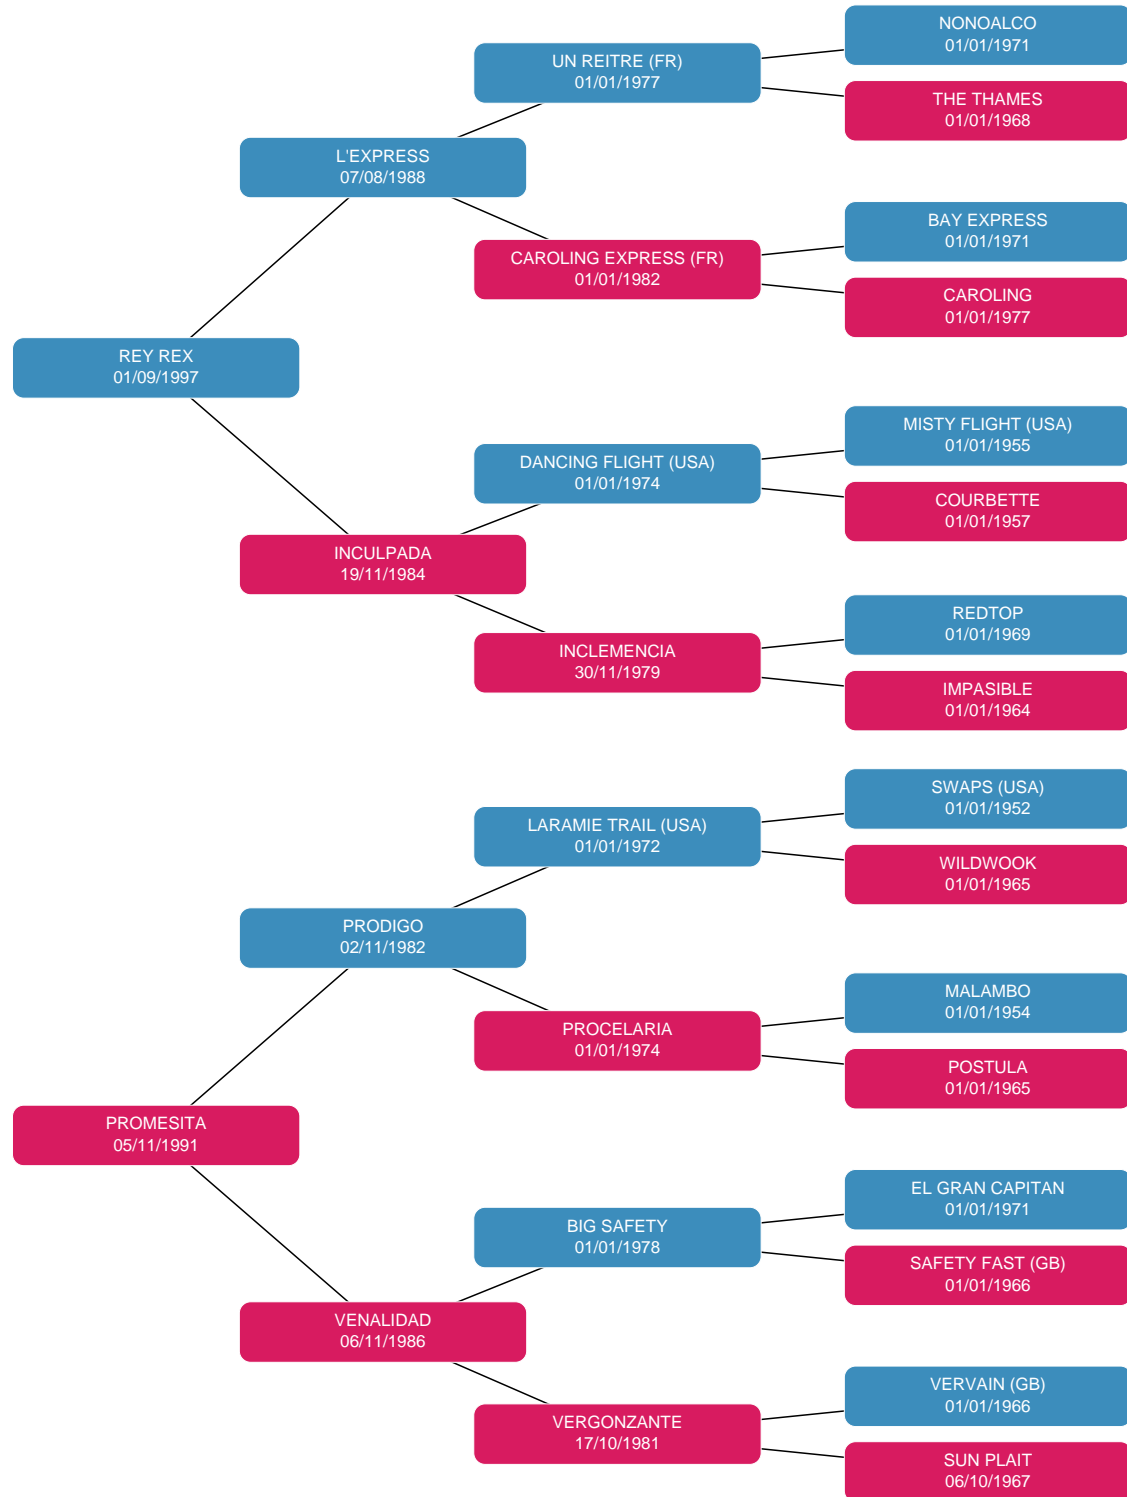 NONOALCO
01/01/1971
UN REITRE (FR)
01/01/1977
THE THAMES
01/01/1968
L'EXPRESS
07/08/1988
BAY EXPRESS
01/01/1971
CAROLING EXPRESS (FR)
01/01/1982
CAROLING
01/01/1977
REY REX
01/09/1997
MISTY FLIGHT (USA)
01/01/1955
DANCING FLIGHT (USA)
01/01/1974
COURBETTE
01/01/1957
INCULPADA
19/11/1984
REDTOP
01/01/1969
INCLEMENCIA
30/11/1979
IMPASIBLE
01/01/1964
SWAPS (USA)
01/01/1952
LARAMIE TRAIL (USA)
01/01/1972
WILDWOOK
01/01/1965
PRODIGO
02/11/1982
MALAMBO
01/01/1954
PROCELARIA
01/01/1974
POSTULA
01/01/1965
PROMESITA
05/11/1991
EL GRAN CAPITAN
01/01/1971
BIG SAFETY
01/01/1978
SAFETY FAST (GB)
01/01/1966
VENALIDAD
06/11/1986
VERVAIN (GB)
01/01/1966
VERGONZANTE
17/10/1981
SUN PLAIT
06/10/1967